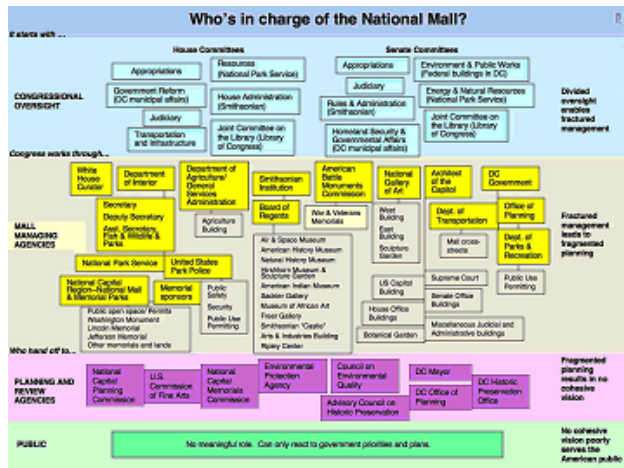 Who's in charge of the National Mall?
It starts with ...
House Committees
Senate Committees
CONGRESSIONAL
OVERSIGHT
Appropriations
Resources
(National Park Service)
Government Reform
(DC municipal affairs)
House Administration
(Smithsonian)
Judiciary
Transportation
and Infrastructure
Joint Committee on
the Library (Library
of Congress)
Appropriations
Environment & Public Works
(Federal buildings in DC)
Judiciary
Rules & Administration
(Smithsonian)
Energy & Natural Resources
(National Park Service)
Homeland Security &
Governmental Affairs
(DC municipal affairs)
Joint Committee on
the Library (Library
of Congress)
Divided
oversight
enables
fractured
management
Congress works through...
MALL
MANAGING
AGENCIES
White
House
Curator
Department
of Interior
Department of
Agriculture/
General
Services
Administration
Smithsonian
Institution
American
Battle
Monuments
Commission
National
Gallery
of Art
Architect
of the
Capitol
DC
Government
Secretary
Deputy Secretary
Asst. Secretary
Fish & Wildlife &
Parks
Agriculture
Building
Board of
Regents
War & Veterans
Memorials
West
Building
East
Building
Sculpture
Garden
Dept. of
Transportation
Office of
Planning
Mall cross-
streets
Dept. of
Parks &
Recreation
Public Use
Permitting
National Park Service
United States
Park Police
National Capital
Region–National Mall
& Memorial Parks
Memorial
sponsors
Public
Safety
Security
Public Use
Permitting
Public open space/ Permits
Washington Monument
Lincoln Memorial
Jefferson Memorial
Other memorials and lands
Air & Space Museum
American History Museum
Natural History Museum
Hirshhorn Museum &
Sculpture Garden
American Indian Museum
Sackler Gallery
Museum of African Art
Freer Gallery
Smithsonian "Castle"
Arts & Industries Building
Ripley Center
US Capitol
Building
House Office
Buildings
Botanical Garden
Supreme Court
Senate Office
Buildings
Miscellaneous Judicial and
Administrative buildings
Fractured
management
leads to
fragmented
planning
Who hand off to...
PLANNING AND
REVIEW
AGENCIES
National
Capital
Planning
Commission
U.S.
Commission
of Fine Arts
National
Capital
Memorials
Commission
Environmental
Protection
Agency
Council on
Environmental
Quality
Advisory Council on
Historic Preservation
DC Mayor
DC Office of
Planning
DC Historic
Preservation
Office
Fragmented
planning
results in no
cohesive
vision
PUBLIC
No meaningful role. Can only react to government priorities and plans.
No cohesive
vision poorly
serves the
American public